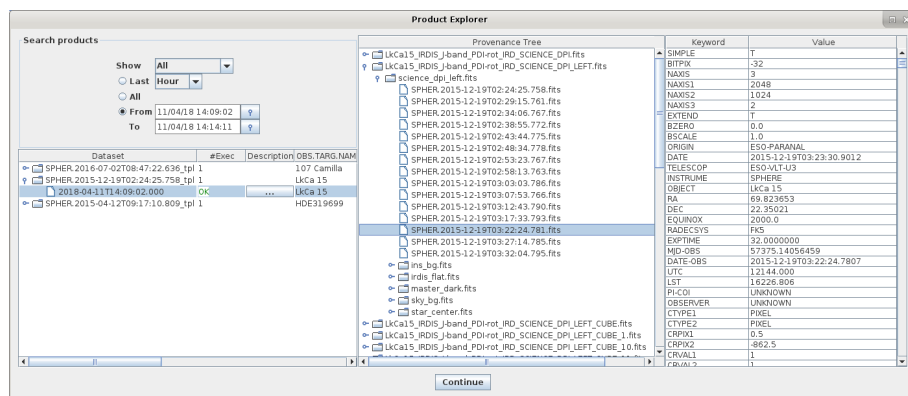 Product Explorer
Search products
Show All
Last Hour
All
From 11/04/18 14:09:02
To 11/04/18 14:14:11
Dataset #Exec Description OBS.TARG.NAM
SPHER.2016-07-02T08:47:22.636_tpl 1 107 Camilla
SPHER.2015-12-19T02:24:25.758_tpl 1 LkCa 15
2018-04-11T14:09:02.000 OK ... LkCa 15
SPHER.2015-04-12T09:17:10.809_tpl 1 HDE319699
Provenance Tree
LkCa15_IRDIS_J-band_PDI-rot_IRD_SCIENCE_DPI.fits
LkCa15_IRDIS_J-band_PDI-rot_IRD_SCIENCE_DPI_LEFT.fits
science_dpi_left.fits
SPHER.2015-12-19T02:24:25.758.fits
SPHER.2015-12-19T02:29:15.761.fits
SPHER.2015-12-19T02:34:06.767.fits
SPHER.2015-12-19T02:38:55.772.fits
SPHER.2015-12-19T02:43:44.775.fits
SPHER.2015-12-19T02:48:34.778.fits
SPHER.2015-12-19T02:53:23.767.fits
SPHER.2015-12-19T02:58:13.763.fits
SPHER.2015-12-19T03:03:03.786.fits
SPHER.2015-12-19T03:07:53.766.fits
SPHER.2015-12-19T03:12:43.790.fits
SPHER.2015-12-19T03:17:33.793.fits
SPHER.2015-12-19T03:22:24.781.fits
SPHER.2015-12-19T03:27:14.785.fits
SPHER.2015-12-19T03:32:04.795.fits
ins_bg.fits
irdis_flat.fits
master_dark.fits
sky_bg.fits
star_center.fits
LkCa15_IRDIS_J-band_PDI-rot_IRD_SCIENCE_DPI_LEFT_CUBE.fits
LkCa15_IRDIS_J-band_PDI-rot_IRD_SCIENCE_DPI_LEFT_CUBE_1.fits
LkCa15_IRDIS_J-band_PDI-rot_IRD_SCIENCE_DPI_LEFT_CUBE_10.fits
Keyword Value
SIMPLE T
BITPIX -32
NAXIS 3
NAXIS1 2048
NAXIS2 1024
NAXIS3 2
EXTEND T
BZERO 0.0
BSCALE 1.0
ORIGIN ESO-PARANAL
DATE 2015-12-19T03:23:30.9012
TELESCOP ESO-VLT-U3
INSTRUME SPHERE
OBJECT LkCa 15
RA 69.823653
DEC 22.35021
EQUINOX 2000.0
RADECSYS FK5
EXPTIME 32.0000000
MJD-OBS 57375.14056459
DATE-OBS 2015-12-19T03:22:24.7807
UTC 12144.000
LST 16226.806
PI-COI UNKNOWN
OBSERVER UNKNOWN
CTYPE1 PIXEL
CTYPE2 PIXEL
CRPIX1 0.5
CRPIX2 -862.5
CRVAL1 1
CRVAL2 1
Continue